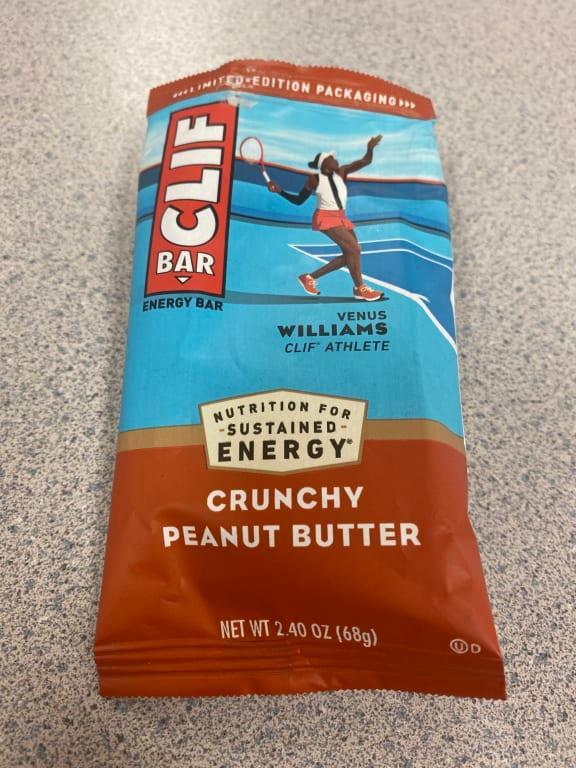 <<<LIMITED-EDITION PACKAGING>>>
CLIF
BAR
ENERGY BAR
VENUS
WILLIAMS
CLIF® ATHLETE
NUTRITION FOR
-SUSTAINED-
ENERGY®
CRUNCHY
PEANUT BUTTER
NET WT 2.40 OZ (68g)
U D